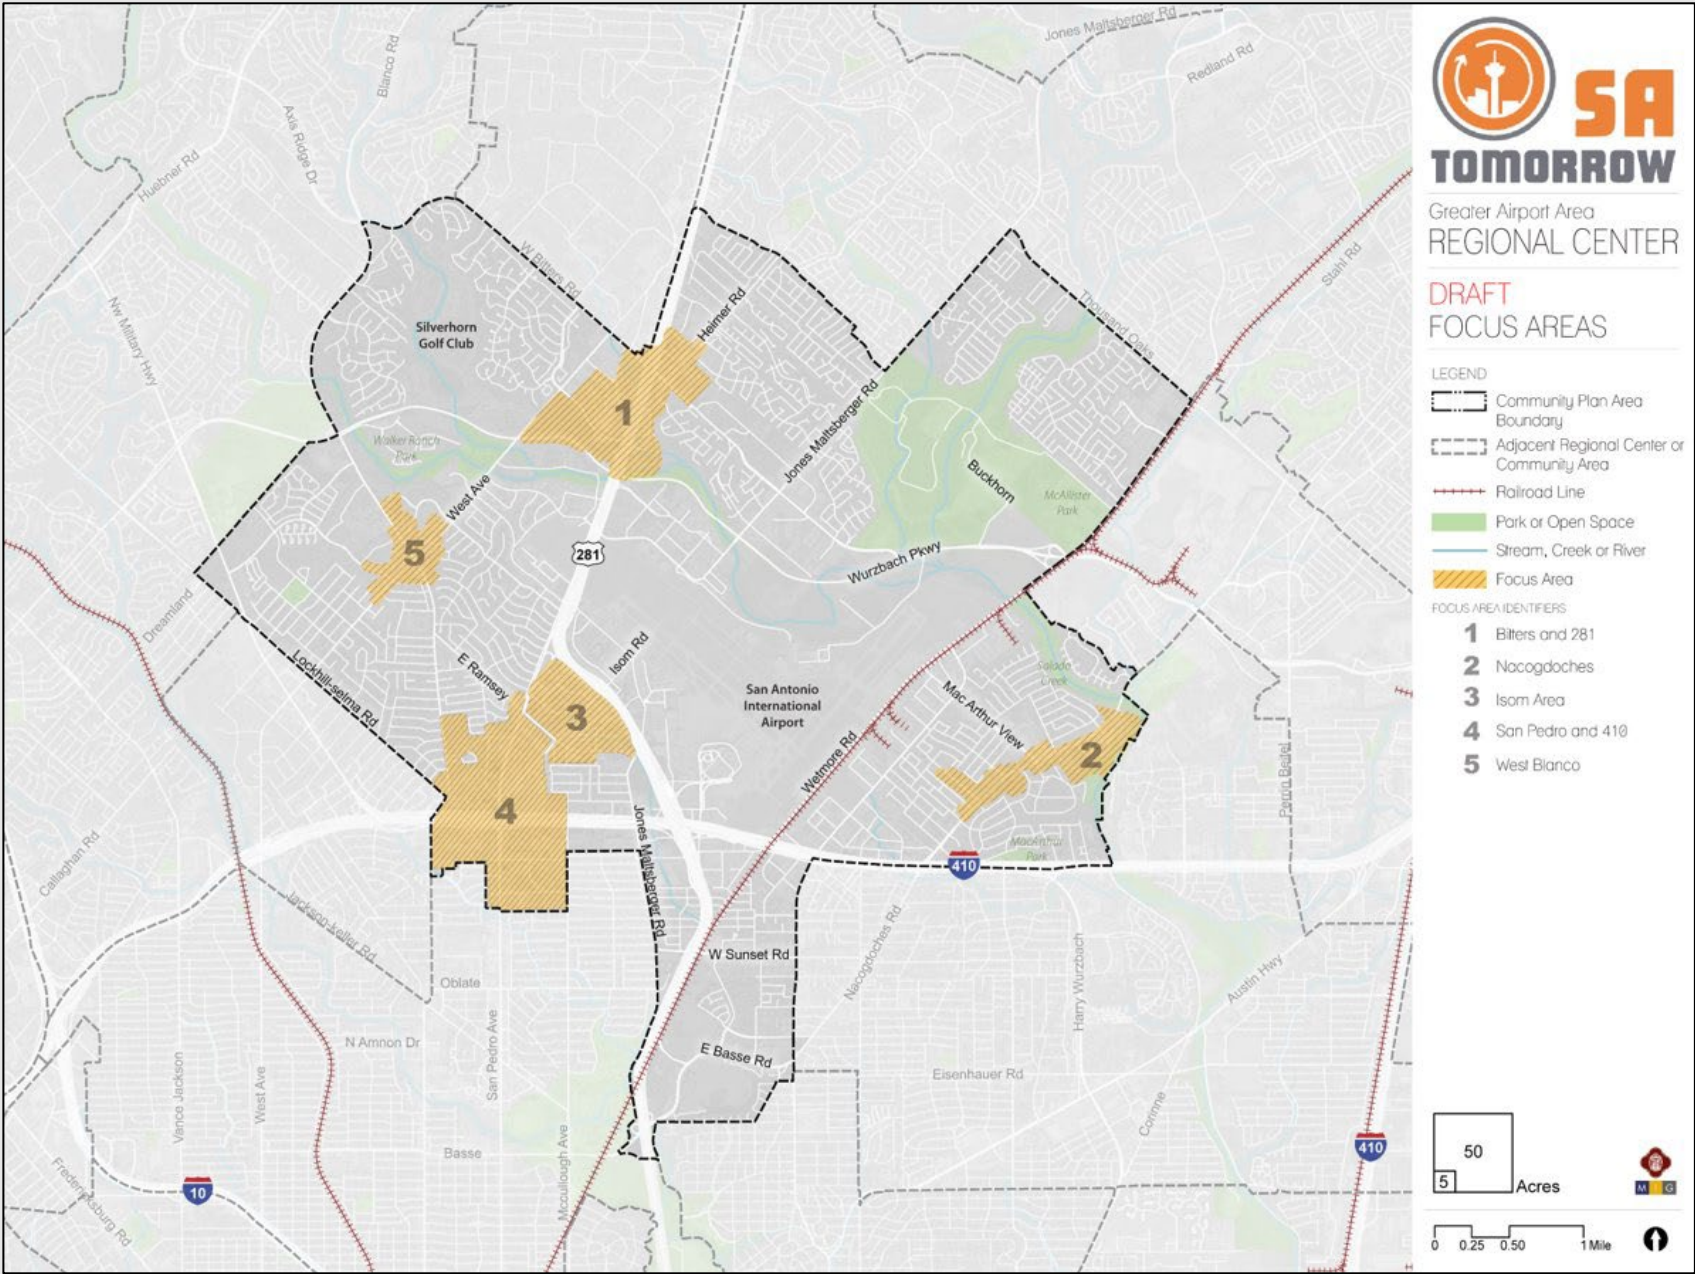 Jones Maltsberger Rd
Redland Rd
Blanco Rd
Axis Ridge Dr
Huebner Rd
W Bitters Rd
Stahl Rd
Thousand Oaks
Nw Military Hwy
Silverhorn
Golf Club
Heimer Rd
1
Jones Maltsberger Rd
Walker Ranch
Park
West Ave
Buckhorn
McAllister
Park
5
281
Wurzbach Pkwy
Dreamland
Isom Rd
E Ramsey
Lockhill-selma Rd
Salado
Creek
San Antonio
International
Airport
Mac Arthur View
3
Wetmore Rd
2
Perrin Beitel
4
Jones Maltsberger Rd
MacArthur
Park
410
Callaghan Rd
Jackson-keller Rd
Nacogdoches Rd
Harry Wurzbach
Austin Hwy
W Sunset Rd
Oblate
N Amnon Dr
San Pedro Ave
E Basse Rd
Eisenhauer Rd
Vance Jackson
West Ave
Corinne
Basse
Mccullough Ave
410
10
Fredericksburg Rd
SA
TOMORROW
Greater Airport Area
REGIONAL CENTER
DRAFT
FOCUS AREAS
LEGEND
Community Plan Area
Boundary
Adjacent Regional Center or
Community Area
Railroad Line
Park or Open Space
Stream, Creek or River
Focus Area
FOCUS AREA IDENTIFIERS
1 Bitters and 281
2 Nacogdoches
3 Isom Area
4 San Pedro and 410
5 West Blanco
50
5
Acres
M I G
0 0.25 0.50 1 Mile